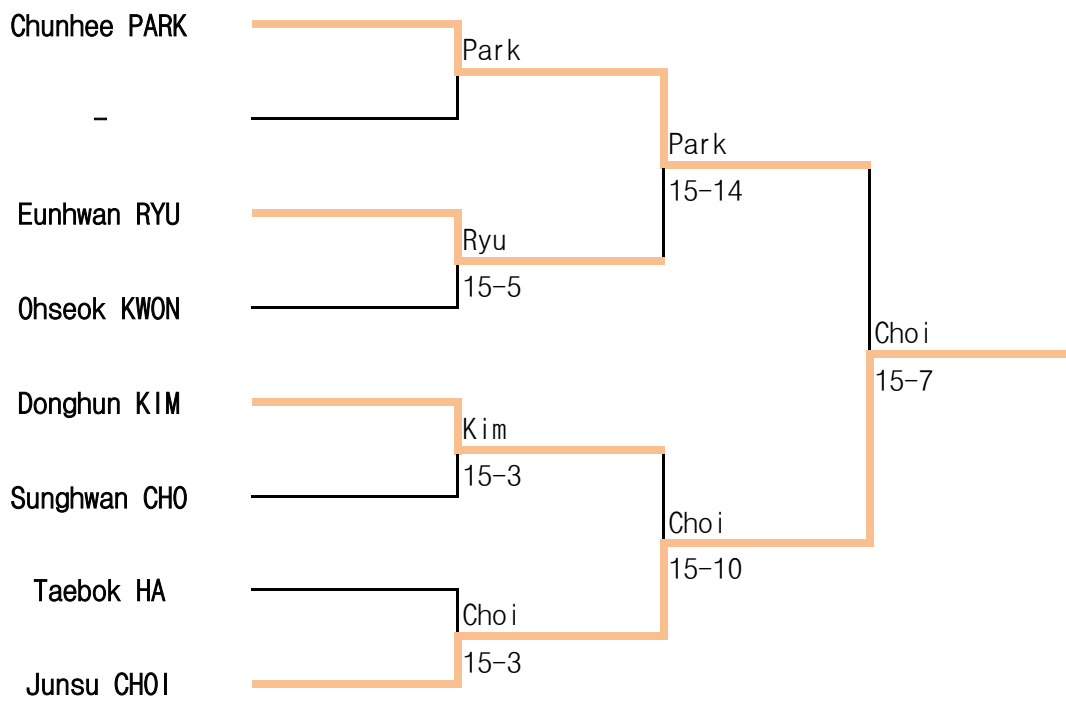 Chunhee PARK
Park
-
Park
15-14
Eunhwan RYU
Ryu
15-5
Ohseok KWON
Choi
15-7
Donghun KIM
Kim
15-3
Sunghwan CHO
Choi
15-10
Taebok HA
Choi
15-3
Junsu CHOI